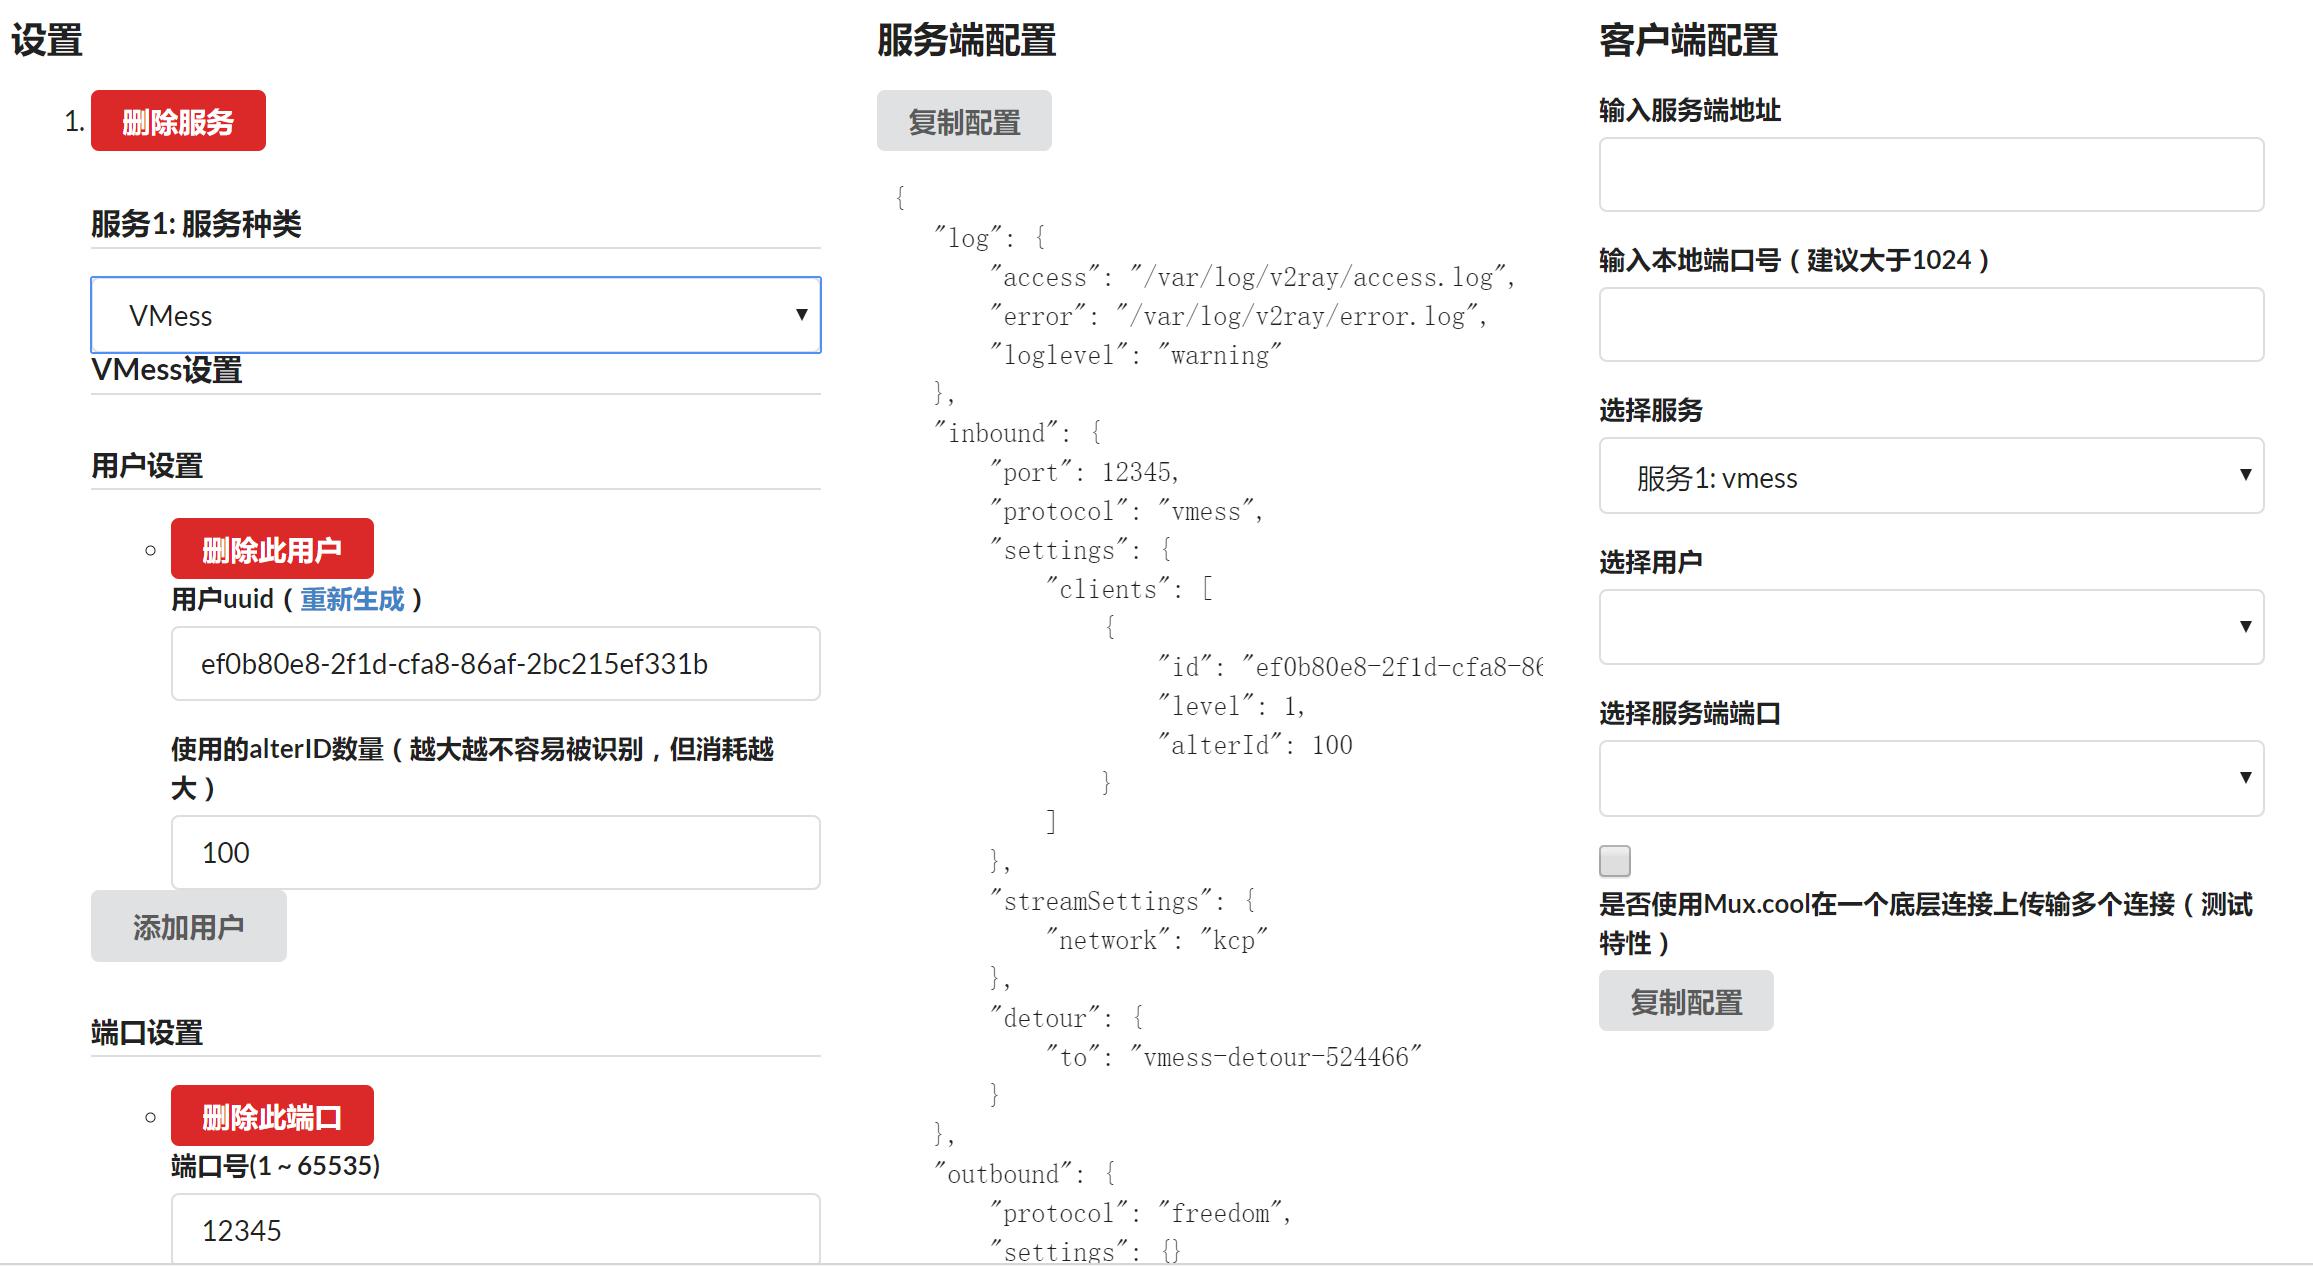 设置
1. 删除服务
服务1: 服务种类
VMess
VMess设置
用户设置
删除此用户
用户uuid（重新生成）
ef0b80e8-2f1d-cfa8-86af-2bc215ef331b
使用的alterID数量（越大越不容易被识别，但消耗越
大）
100
添加用户
端口设置
删除此端口
端口号(1 ~ 65535)
12345
服务端配置
复制配置
{
"log": {
"access": "/var/log/v2ray/access.log",
"error": "/var/log/v2ray/error.log",
"loglevel": "warning"
},
"inbound": {
"port": 12345,
"protocol": "vmess",
"settings": {
"clients": [
{
"id": "ef0b80e8-2f1d-cfa8-86
"level": 1,
"alterId": 100
}
]
},
"streamSettings": {
"network": "kcp"
},
"detour": {
"to": "vmess-detour-524466"
}
},
"outbound": {
"protocol": "freedom",
"settings": {}
客户端配置
输入服务端地址
输入本地端口号（建议大于1024）
选择服务
服务1: vmess
选择用户
选择服务端端口
是否使用Mux.cool在一个底层连接上传输多个连接（测试
特性）
复制配置